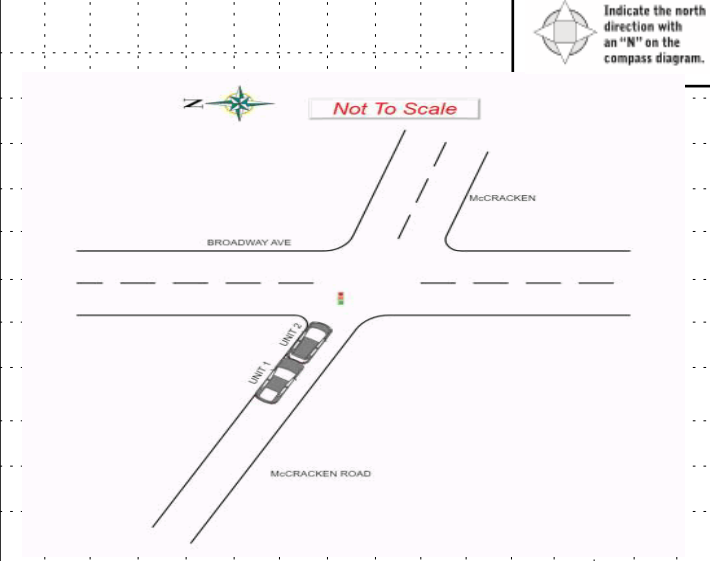 Indicate the north
direction with
an “N” on the
compass diagram.
N
Not To Scale
McCRACKEN
BROADWAY AVE
UNIT 2
UNIT 1
McCRACKEN ROAD